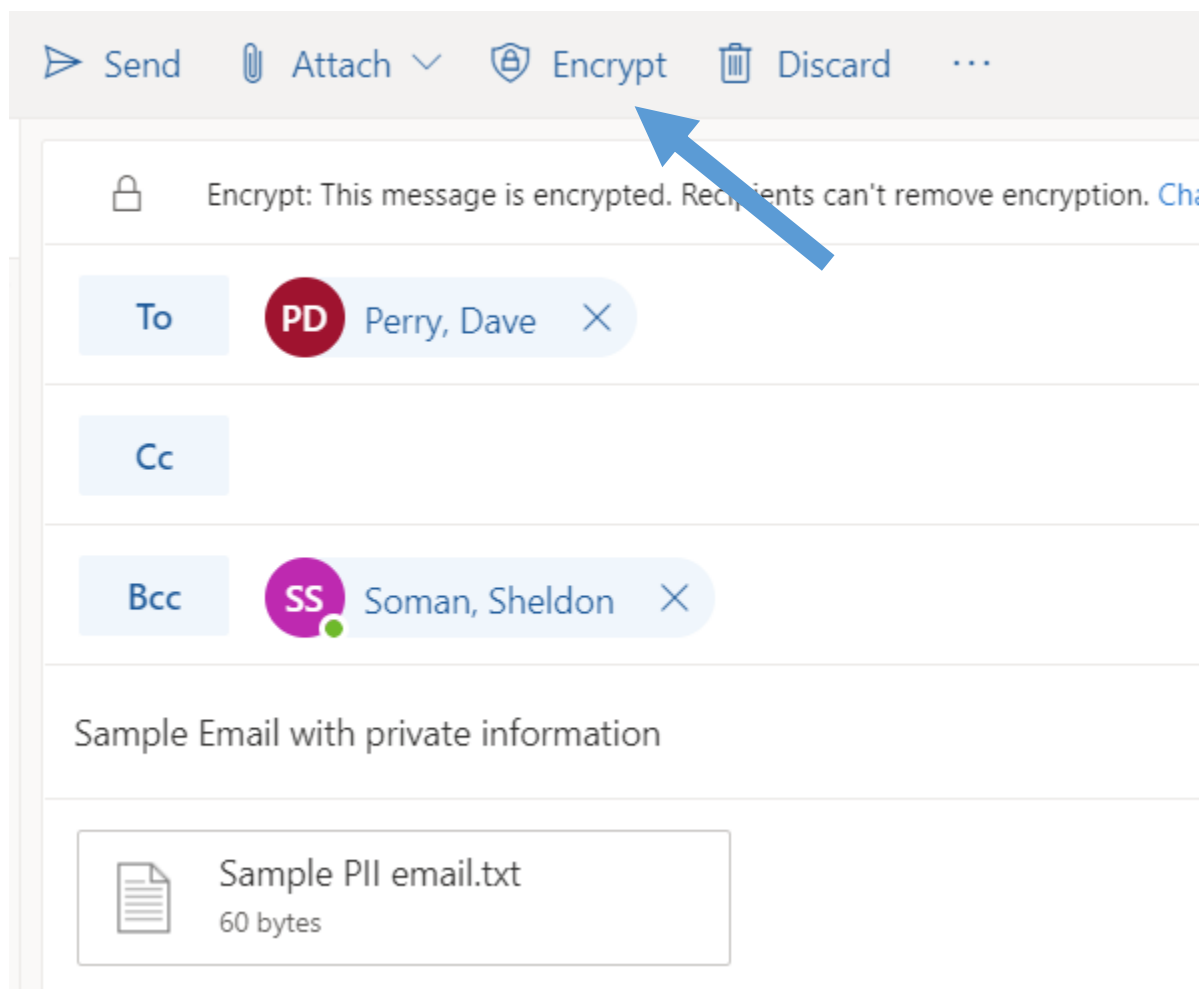 Send Attach Encrypt Discard ...
Encrypt: This message is encrypted. Recipients can't remove encryption.
To PD Perry, Dave
Cc
Bcc SS Soman, Sheldon
Sample Email with private information
Sample PII email.txt
60 bytes